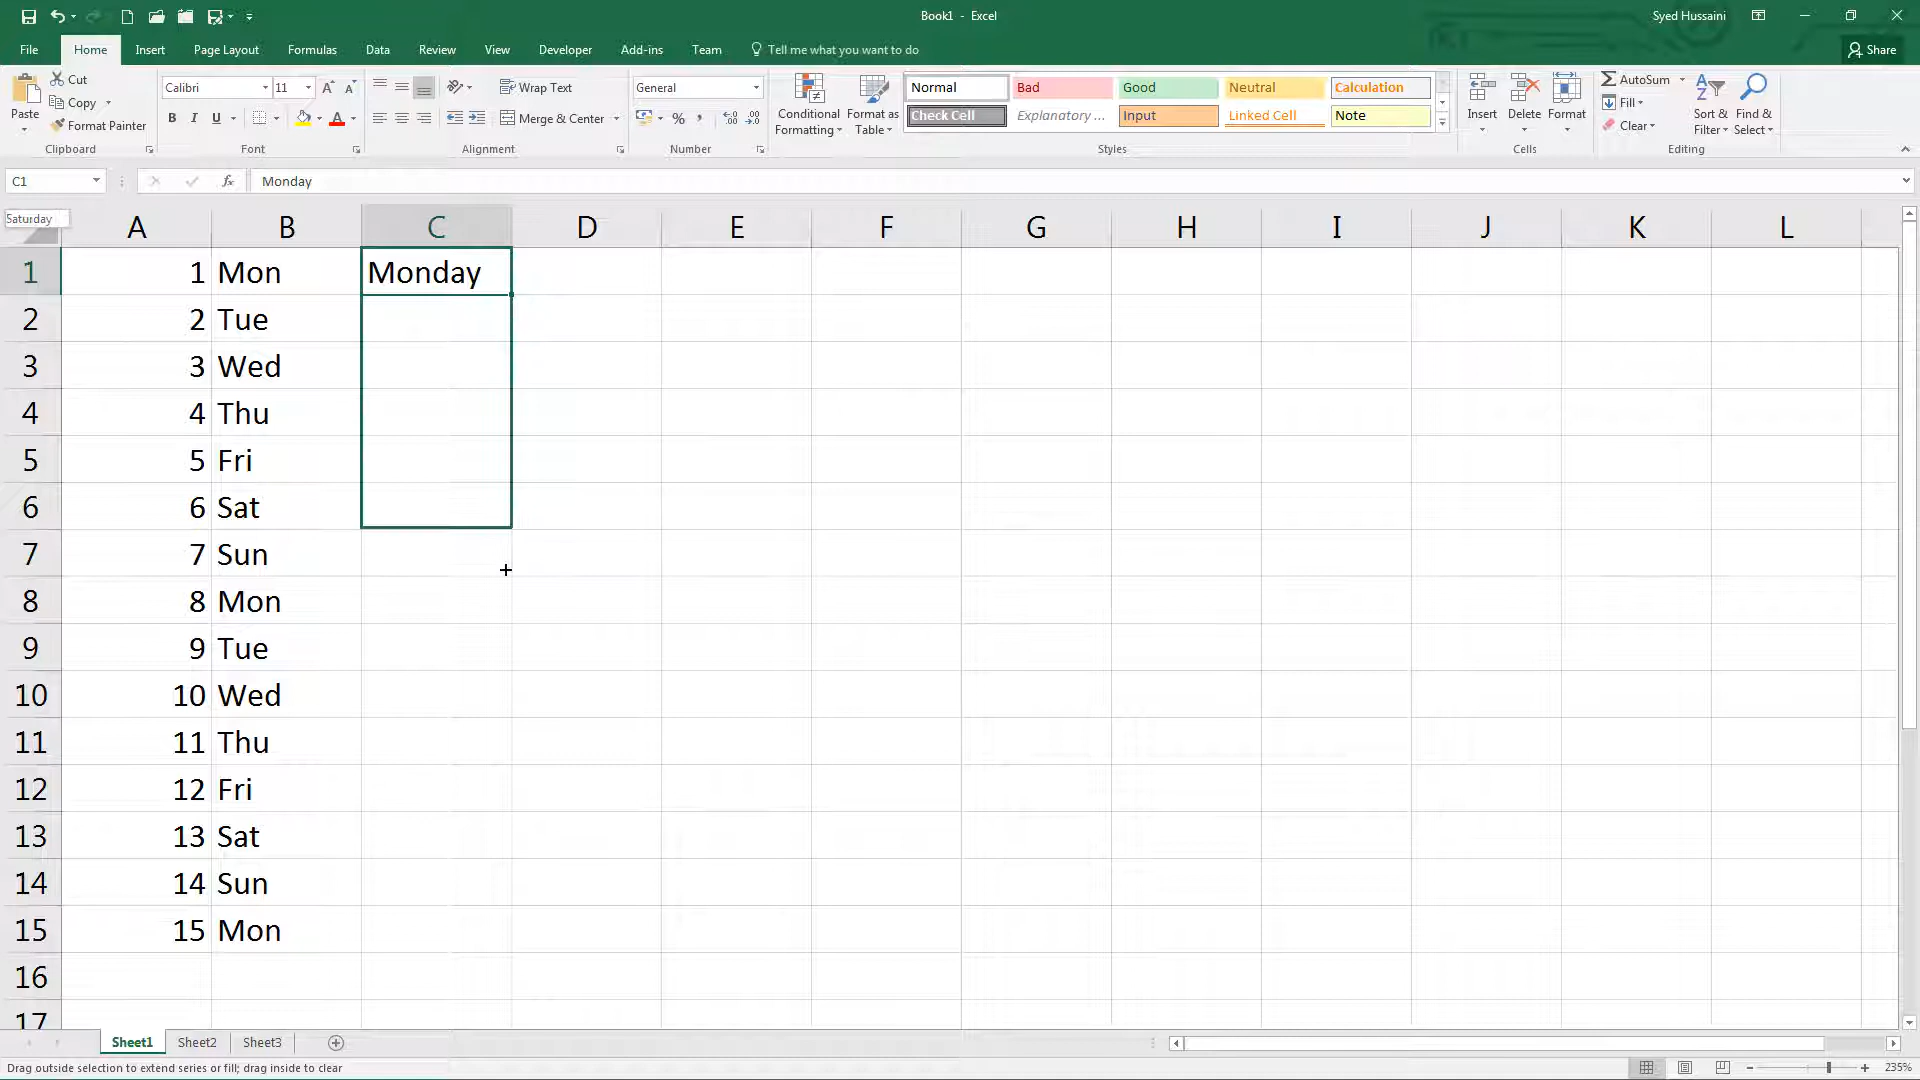 Book1 - Excel
Syed Hussaini
File Home Insert Page Layout Formulas Data Review View Developer Add-ins Team Tell me what you want to do Share
Paste
Cut
Copy
Format Painter
Clipboard
Calibri 11
B I U
Font
Wrap Text
Merge & Center
Alignment
General
%
Number
Conditional Formatting
Format as Table
Normal Bad Good Neutral Calculation
Check Cell Explanatory ... Input Linked Cell Note
Styles
Insert Delete Format
Cells
AutoSum
Fill
Clear
Sort & Filter
Find & Select
Editing
C1 fx Monday
Saturday
A B C D E F G H I J K L
1 1 Mon Monday
2 2 Tue
3 3 Wed
4 4 Thu
5 5 Fri
6 6 Sat
7 7 Sun
8 8 Mon
9 9 Tue
10 10 Wed
11 11 Thu
12 12 Fri
13 13 Sat
14 14 Sun
15 15 Mon
16
17
Sheet1 Sheet2 Sheet3
Drag outside selection to extend series or fill; drag inside to clear
235%